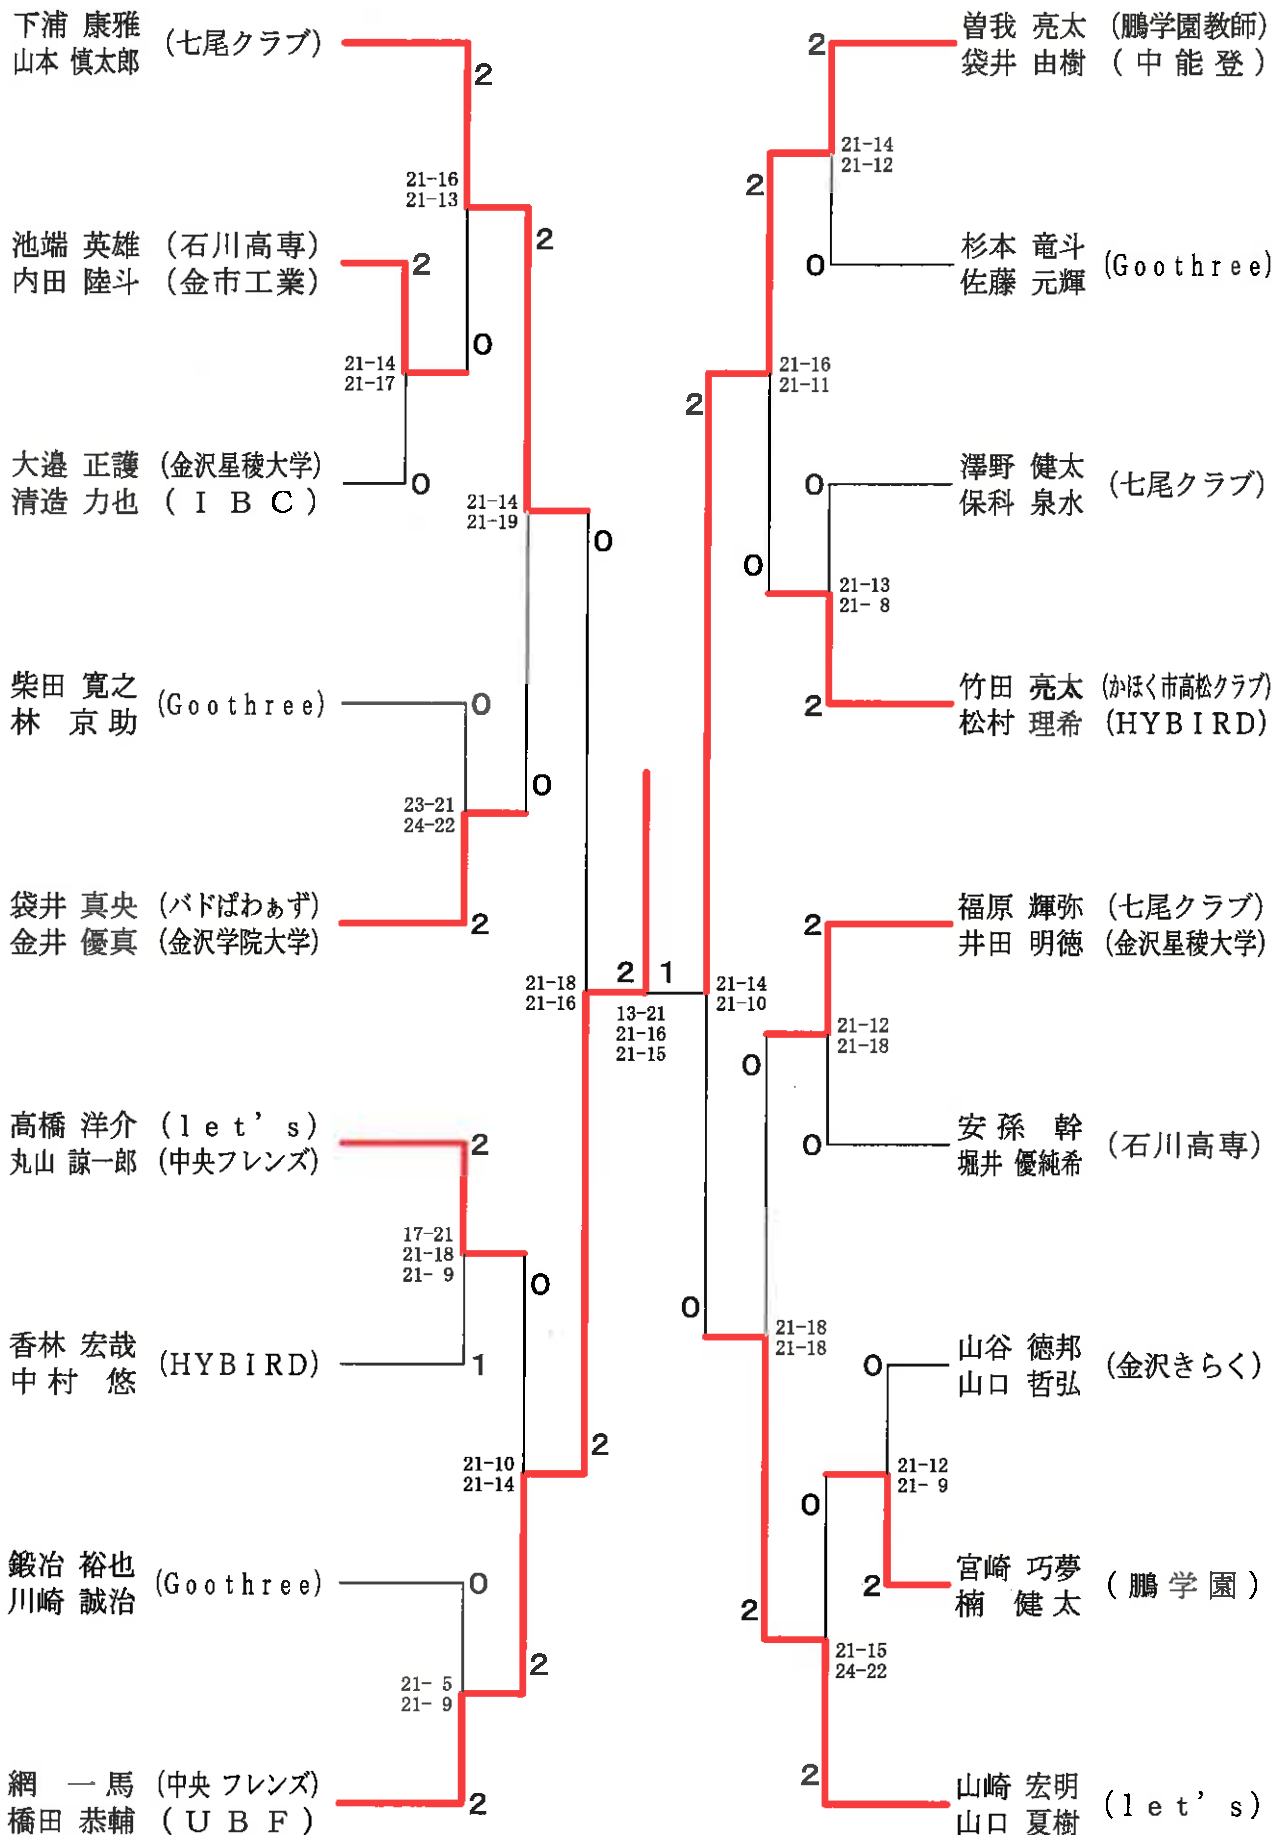 下浦 康雅 (七尾クラブ)
山本 慎太郎
2
21-16
21-13
2
池端 英雄 (石川高専)
内田 陸斗 (金市工業)
2
0
21-14
21-17
大邉 正護 (金沢星稜大学)
清造 力也 (IBC)
0
21-14
21-19
0
柴田 寛之 (Goothree)
林 京助
0
0
23-21
24-22
袋井 真央 (バドぱわぁず)
金井 優真 (金沢学院大学)
2
21-18
21-16
2 1
13-21
21-16
21-15
高橋 洋介 (let's)
丸山 諒一郎 (中央フレンズ)
2
17-21
21-18
21- 9
0
香林 宏哉 (HYBIRD)
中村 悠
1
2
21-10
21-14
鍛冶 裕也 (Goothree)
川崎 誠治
0
2
21- 5
21- 9
網 一馬 (中央 フレンズ)
橋田 恭輔 (UBF)
2
2
曽我 亮太 (鵬学園教師)
袋井 由樹 (中能登)
21-14
21-12
2
0
杉本 竜斗 (Goothree)
佐藤 元輝
21-16
21-11
2
0
澤野 健太 (七尾クラブ)
保科 泉水
0
21-13
21- 8
2
竹田 亮太 (かほく市高松クラブ)
松村 理希 (HYBIRD)
2
福原 輝弥 (七尾クラブ)
井田 明徳 (金沢星稜大学)
21-14
21-10
21-12
21-18
0
0
安孫 幹 (石川高専)
堀井 優純希
0
21-18
21-18
0
山谷 徳邦 (金沢きらく)
山口 哲弘
21-12
21- 9
0
2
宮崎 巧夢 (鵬学園)
楠 健太
2
21-15
24-22
2
山崎 宏明 (let's)
山口 夏樹